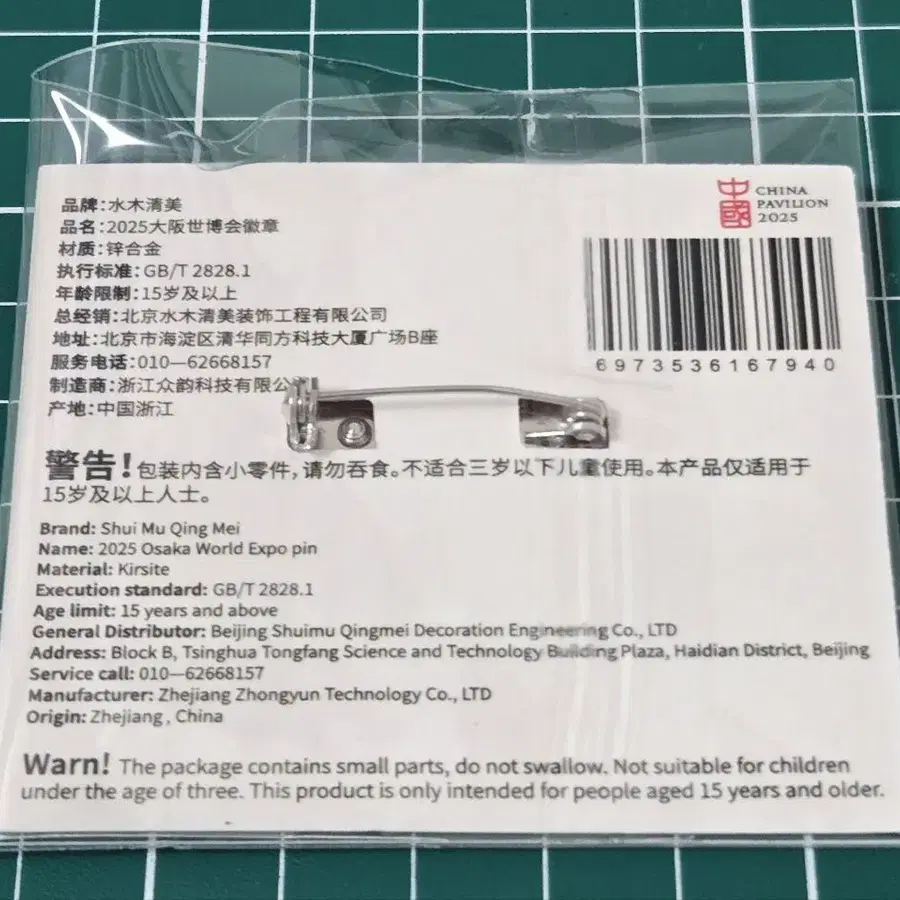 品牌：水木清美
品名：2025大阪世博会徽章
材质：锌合金
执行标准：GB/T 2828.1
年龄限制：15岁及以上
总经销：北京水木清美装饰工程有限公司
地址：北京市海淀区清华同方科技大厦广场B座
服务电话：010—62668157
制造商：浙江众韵科技有限公
产地：中国浙江
中國 CHINA
PAVILION
2025
6973536167940
警告！包装内含小零件，请勿吞食。不适合三岁以下儿童使用。本产品仅适用于
15岁及以上人士。
Brand: Shui Mu Qing Mei
Name: 2025 Osaka World Expo pin
Material: Kirsite
Execution standard: GB/T 2828.1
Age limit: 15 years and above
General Distributor: Beijing Shuimu Qingmei Decoration Engineering Co., LTD
Address: Block B, Tsinghua Tongfang Science and Technology Building Plaza, Haidian District, Beijing
Service call: 010—62668157
Manufacturer: Zhejiang Zhongyun Technology Co., LTD
Origin: Zhejiang , China
Warn! The package contains small parts, do not swallow. Not suitable for children
under the age of three. This product is only intended for people aged 15 years and older.